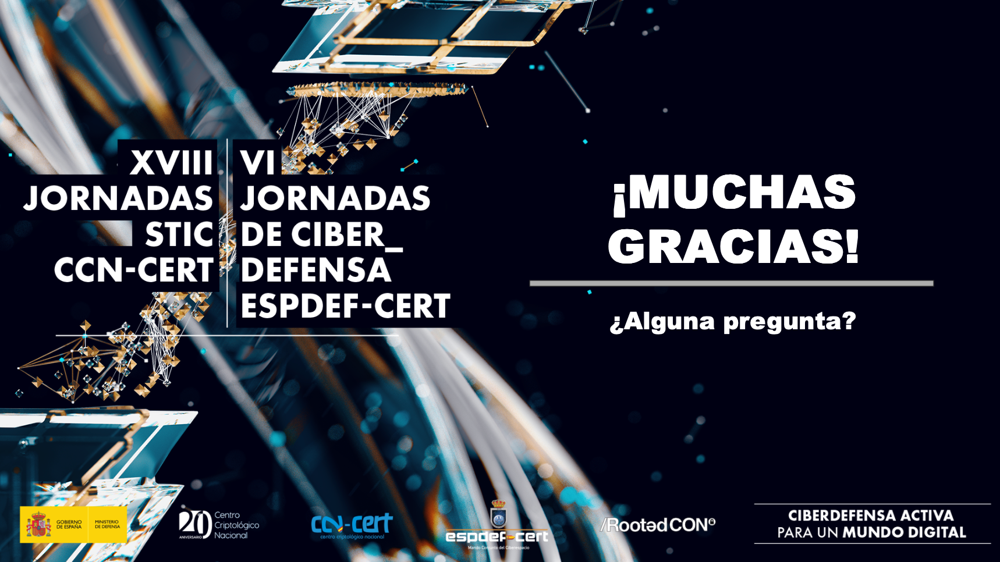 XVIII
JORNADAS
STIC
CCN-CERT
VI
JORNADAS
DE CIBER_
DEFENSA
ESPDEF-CERT
¡MUCHAS
GRACIAS!
¿Alguna pregunta?
GOBIERNO
DE ESPAÑA
MINISTERIO
DE DEFENSA
20
ANIVERSARIO
Centro
Criptológico
Nacional
ccn-cert
centro criptológico nacional
espdef-cert
Mando Conjunto del Ciberespacio
/RootedCON
CIBERDEFENSA ACTIVA
PARA UN MUNDO DIGITAL